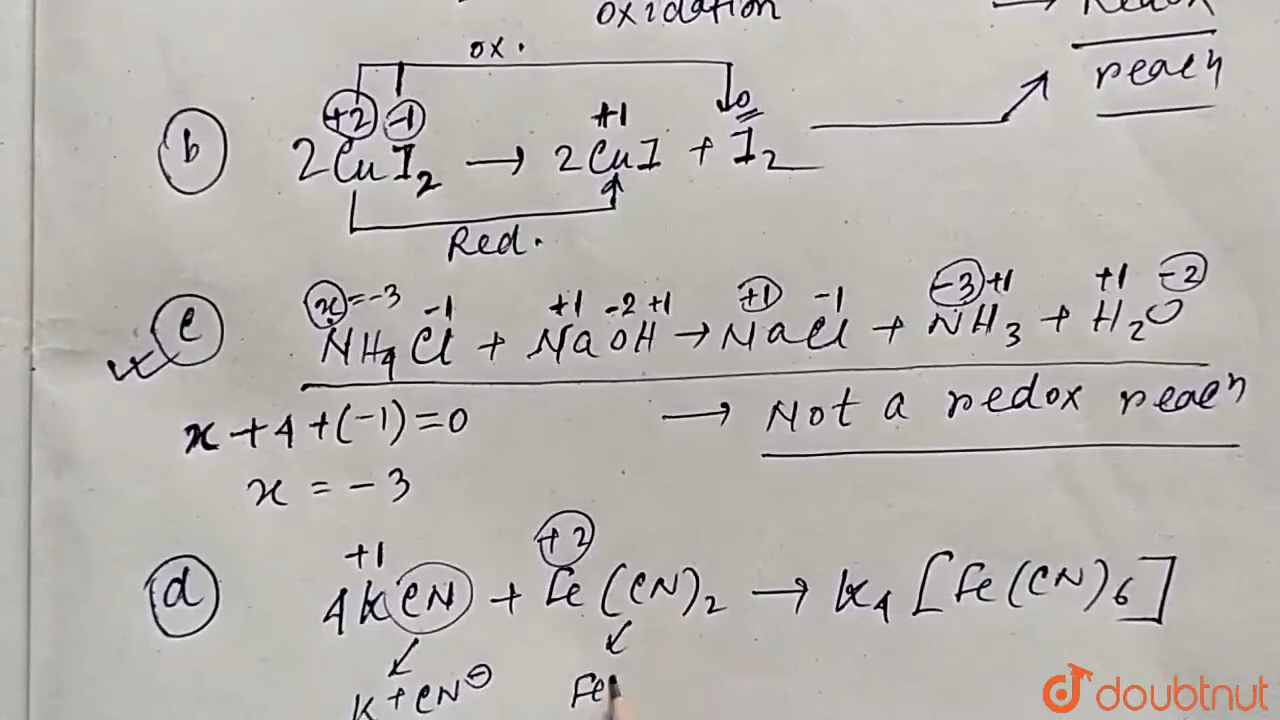 oxidation → Redox
reacn
ox.
(b) +2 -1 +1 0
2CuI₂ → 2CuI + I₂
Red.
(c) x=-3 -1 +1 -2 +1 +1 -1 -3 +1 +1 -2
NH₄Cl + NaOH → NaCl + NH₃ + H₂O
x + 4 + (-1) = 0 → Not a redox reacn
x = -3
(d) +1 +2
4KCN + Fe(CN)₂ → K₄[Fe(CN)₆]
K + CN⊖ Fe
doubtnut